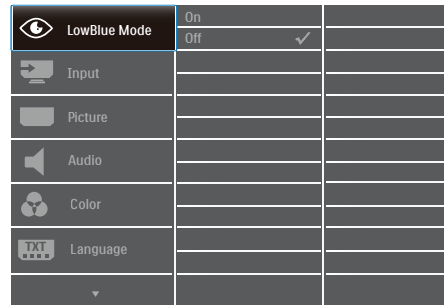 LowBlue Mode
On
Off
Input
Picture
Audio
Color
TXT
Language